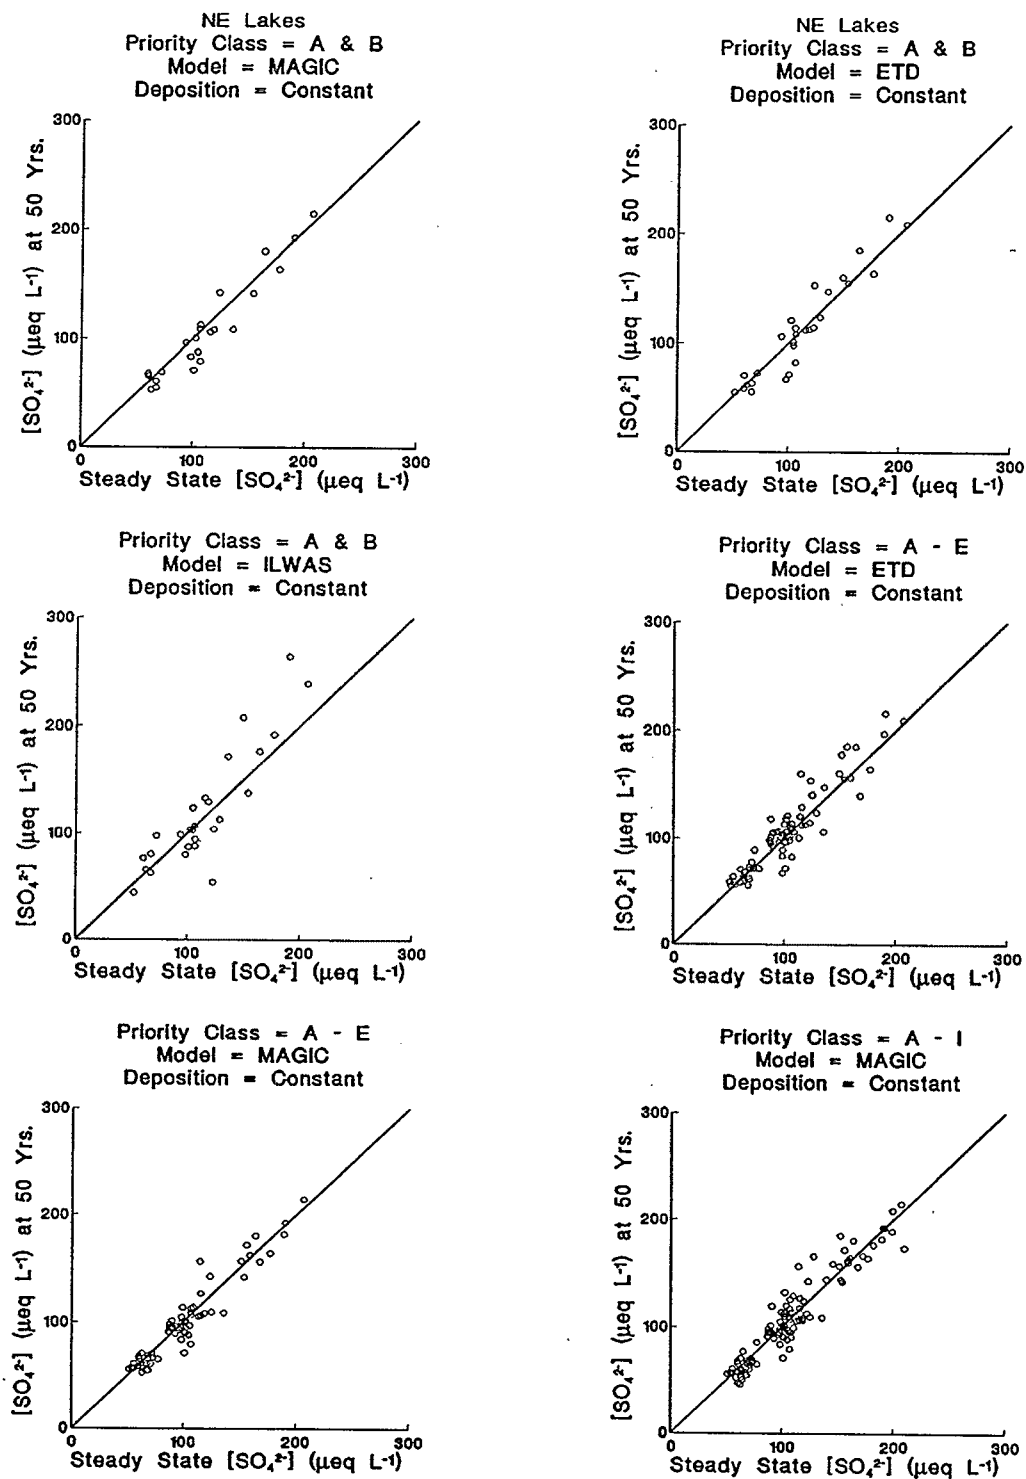 NE Lakes
Priority Class = A & B
Model = MAGIC
Deposition = Constant
300
200
100
0
[SO₄²⁻] (μeq L⁻¹) at 50 Yrs.
0 100 200 300
Steady State [SO₄²⁻] (μeq L⁻¹)
NE Lakes
Priority Class = A & B
Model = ETD
Deposition = Constant
300
200
100
0
[SO₄²⁻] (μeq L⁻¹) at 50 Yrs.
0 100 200 300
Steady State [SO₄²⁻] (μeq L⁻¹)
Priority Class = A & B
Model = ILWAS
Deposition = Constant
300
200
100
0
[SO₄²⁻] (μeq L⁻¹) at 50 Yrs.
0 100 200 300
Steady State [SO₄²⁻] (μeq L⁻¹)
Priority Class = A - E
Model = ETD
Deposition = Constant
300
200
100
0
[SO₄²⁻] (μeq L⁻¹) at 50 Yrs.
0 100 200 300
Steady State [SO₄²⁻] (μeq L⁻¹)
Priority Class = A - E
Model = MAGIC
Deposition = Constant
300
200
100
0
[SO₄²⁻] (μeq L⁻¹) at 50 Yrs.
0 100 200 300
Steady State [SO₄²⁻] (μeq L⁻¹)
Priority Class = A - I
Model = MAGIC
Deposition = Constant
300
200
100
0
[SO₄²⁻] (μeq L⁻¹) at 50 Yrs.
0 100 200 300
Steady State [SO₄²⁻] (μeq L⁻¹)